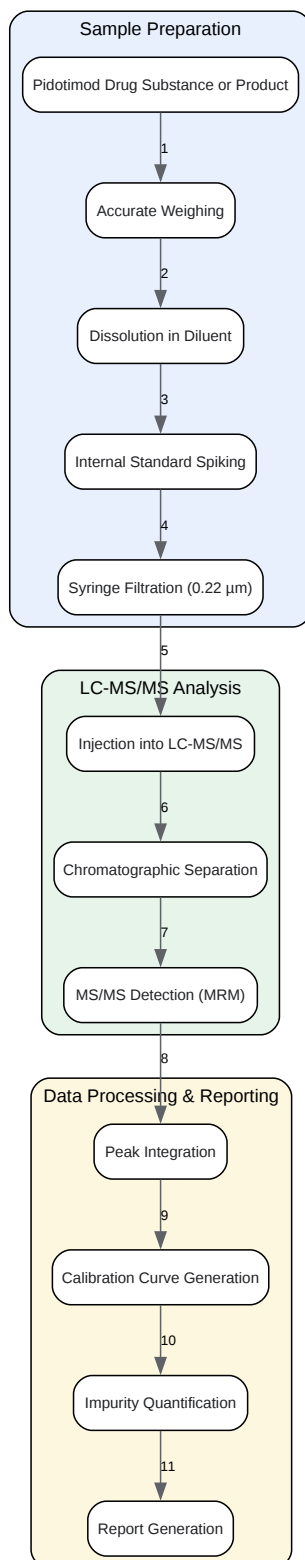 Sample Preparation
Pidotimod Drug Substance or Product
1
Accurate Weighing
2
Dissolution in Diluent
3
Internal Standard Spiking
4
Syringe Filtration (0.22 µm)
5
LC-MS/MS Analysis
Injection into LC-MS/MS
6
Chromatographic Separation
7
MS/MS Detection (MRM)
8
Data Processing & Reporting
Peak Integration
9
Calibration Curve Generation
10
Impurity Quantification
11
Report Generation